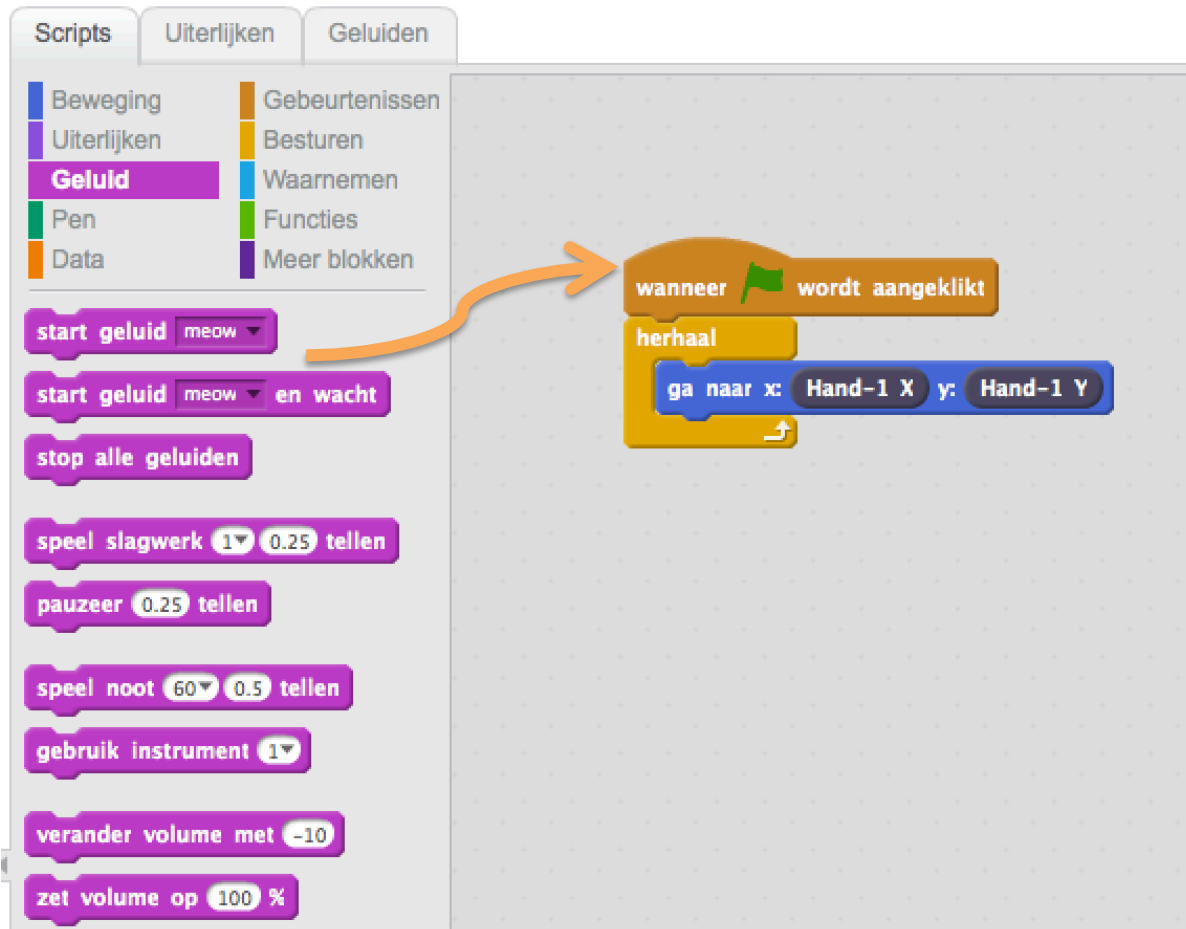 Scripts Uiterlijken Geluiden
Beweging Gebeurtenissen
Uiterlijken Besturen
Geluid Waarnemen
Pen Functies
Data Meer blokken
start geluid meow
start geluid meow en wacht
stop alle geluiden
speel slagwerk 1 0.25 tellen
pauzeer 0.25 tellen
speel noot 60 0.5 tellen
gebruik instrument 1
verander volume met -10
zet volume op 100 %
wanneer wordt aangeklikt
herhaal
ga naar x: Hand-1 X y: Hand-1 Y